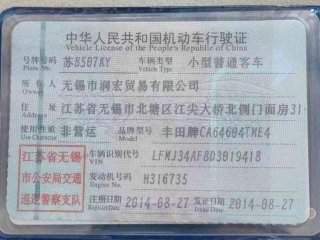 中华人民共和国机动车行驶证
Vehicle License of the People's Republic of China
号牌号码 苏B507KY 车辆类型 小型普通客车
Plate No. Vehicle Type
所有人 无锡市润宏贸易有限公司
Owner
住址 江苏省无锡市北塘区江尖大桥北侧门面房31-
Address
使用性质 非营运 品牌型号 丰田牌CA64604TME4
Use Character Model
江苏省无锡
市公安局交通
巡逻警察支队
车辆识别代号 LFMJ34AF8D3019418
VIN
发动机号码 H316735
Engine No.
注册日期 2014-08-27 发证日期 2014-08-27
Register Date Issue Date